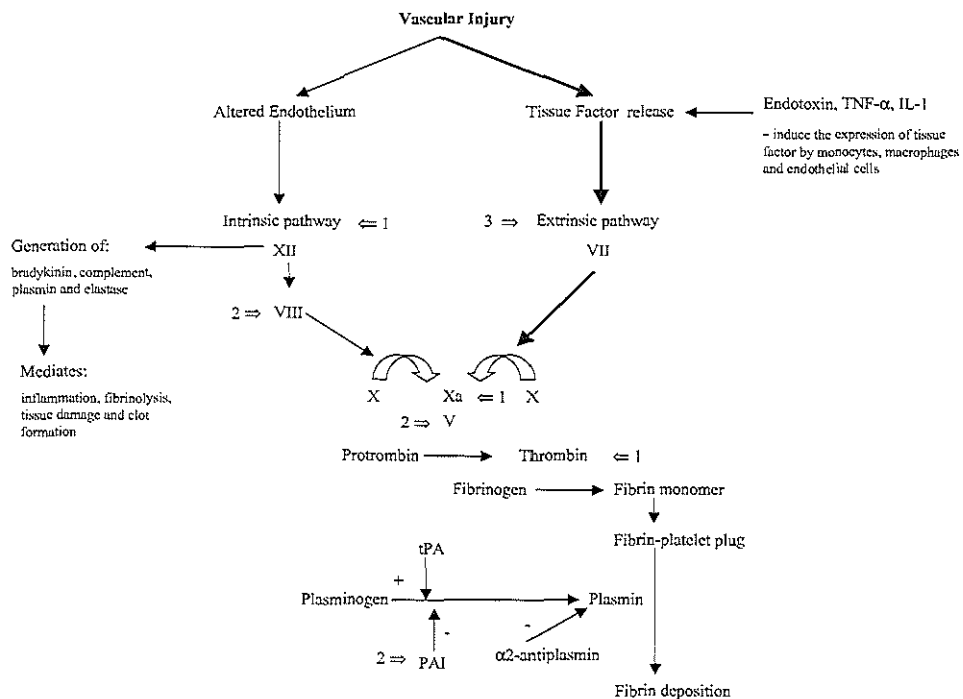 Vascular Injury
Altered Endothelium
Tissue Factor release
Endotoxin, TNF-α, IL-1
- induce the expression of tissue
factor by monocytes, macrophages
and endothelial cells
Intrinsic pathway ⇐ 1
3 ⇒ Extrinsic pathway
Generation of:
XII
VII
bradykinin, complement,
plasmin and elastase
2 ⇒ VIII
Mediates:
inflammation, fibrinolysis,
tissue damage and clot
formation
X
Xa ⇐ 1
X
2 ⇒ V
Protrombin
Thrombin ⇐ 1
Fibrinogen
Fibrin monomer
Fibrin-platelet plug
tPA
+
Plasminogen
Plasmin
-
-
2 ⇒ PAI
α2-antiplasmin
Fibrin deposition